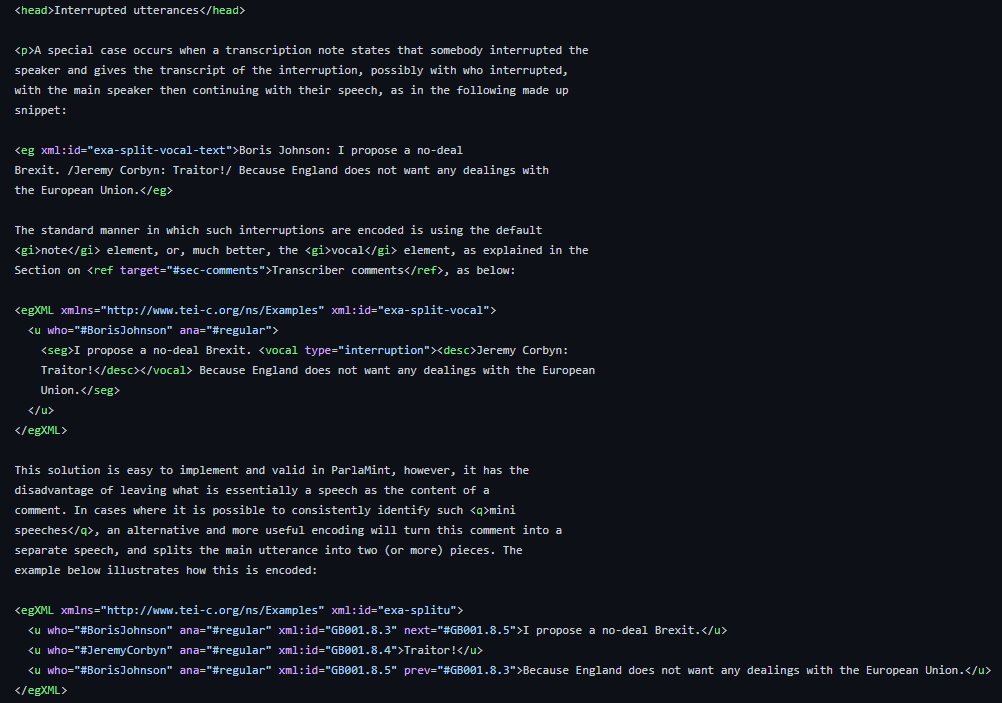 <head>Interrupted utterances</head>
<p>A special case occurs when a transcription note states that somebody interrupted the
speaker and gives the transcript of the interruption, possibly with who interrupted,
with the main speaker then continuing with their speech, as in the following made up
snippet:
<eg xml:id="exa-split-vocal-text">Boris Johnson: I propose a no-deal
Brexit. /Jeremy Corbyn: Traitor!/ Because England does not want any dealings with
the European Union.</eg>
The standard manner in which such interruptions are encoded is using the default
<gi>note</gi> element, or, much better, the <gi>vocal</gi> element, as explained in the
Section on <ref target="#sec-comments">Transcriber comments</ref>, as below:
<egXML xmlns="http://www.tei-c.org/ns/Examples" xml:id="exa-split-vocal">
<u who="#BorisJohnson" ana="#regular">
<seg>I propose a no-deal Brexit. <vocal type="interruption"><desc>Jeremy Corbyn:
Traitor!</desc></vocal> Because England does not want any dealings with the European
Union.</seg>
</u>
</egXML>
This solution is easy to implement and valid in ParlaMint, however, it has the
disadvantage of leaving what is essentially a speech as the content of a
comment. In cases where it is possible to consistently identify such <q>mini
speeches</q>, an alternative and more useful encoding will turn this comment into a
separate speech, and splits the main utterance into two (or more) pieces. The
example below illustrates how this is encoded:
<egXML xmlns="http://www.tei-c.org/ns/Examples" xml:id="exa-splitu">
<u who="#BorisJohnson" ana="#regular" xml:id="GB001.8.3" next="#GB001.8.5">I propose a no-deal Brexit.</u>
<u who="#JeremyCorbyn" ana="#regular" xml:id="GB001.8.4">Traitor!</u>
<u who="#BorisJohnson" ana="#regular" xml:id="GB001.8.5" prev="#GB001.8.3">Because England does not want any dealings with the European Union.</u>
</egXML>